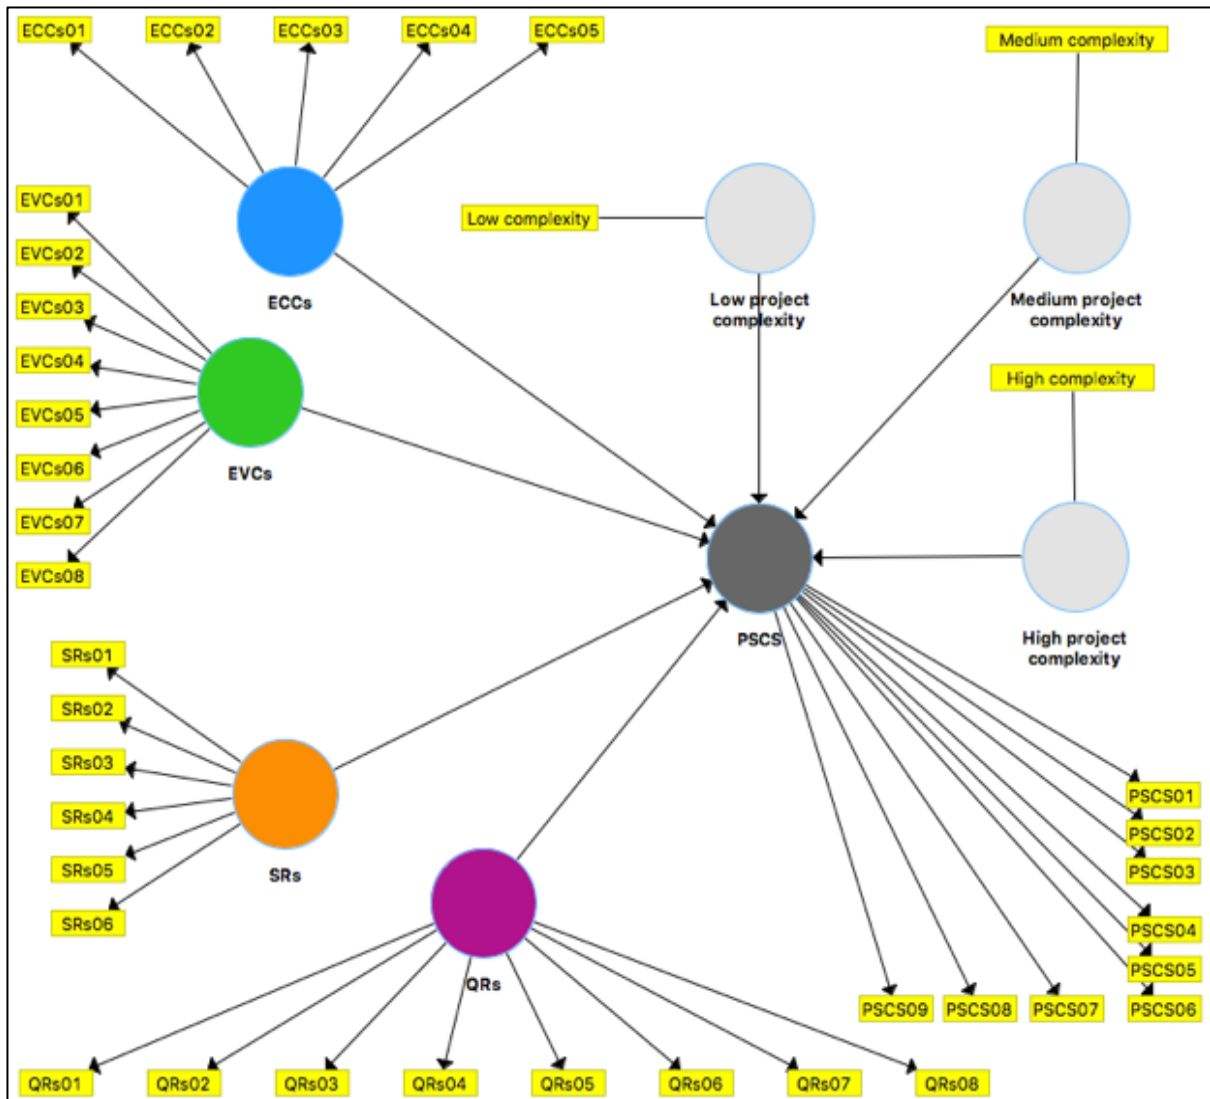 ECCs01
ECCs02
ECCs03
ECCs04
ECCs05
Medium complexity
EVCs01
EVCs02
EVCs03
EVCs04
EVCs05
EVCs06
EVCs07
EVCs08
ECCs
EVCs
Low complexity
Low project
complexity
Medium project
complexity
High complexity
High project
complexity
PSCS
SRs01
SRs02
SRs03
SRs04
SRs05
SRs06
SRs
QRs
PSCS01
PSCS02
PSCS03
PSCS04
PSCS05
PSCS06
PSCS09
PSCS08
PSCS07
QRs01
QRs02
QRs03
QRs04
QRs05
QRs06
QRs07
QRs08